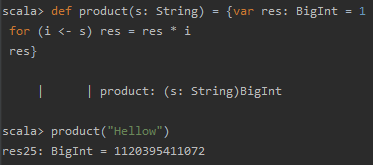 scala> def product(s: String) = {var res: BigInt = 1
for (i <- s) res = res * i
res}
| | product: (s: String)BigInt
scala> product("Hellow")
res25: BigInt = 1120395411072